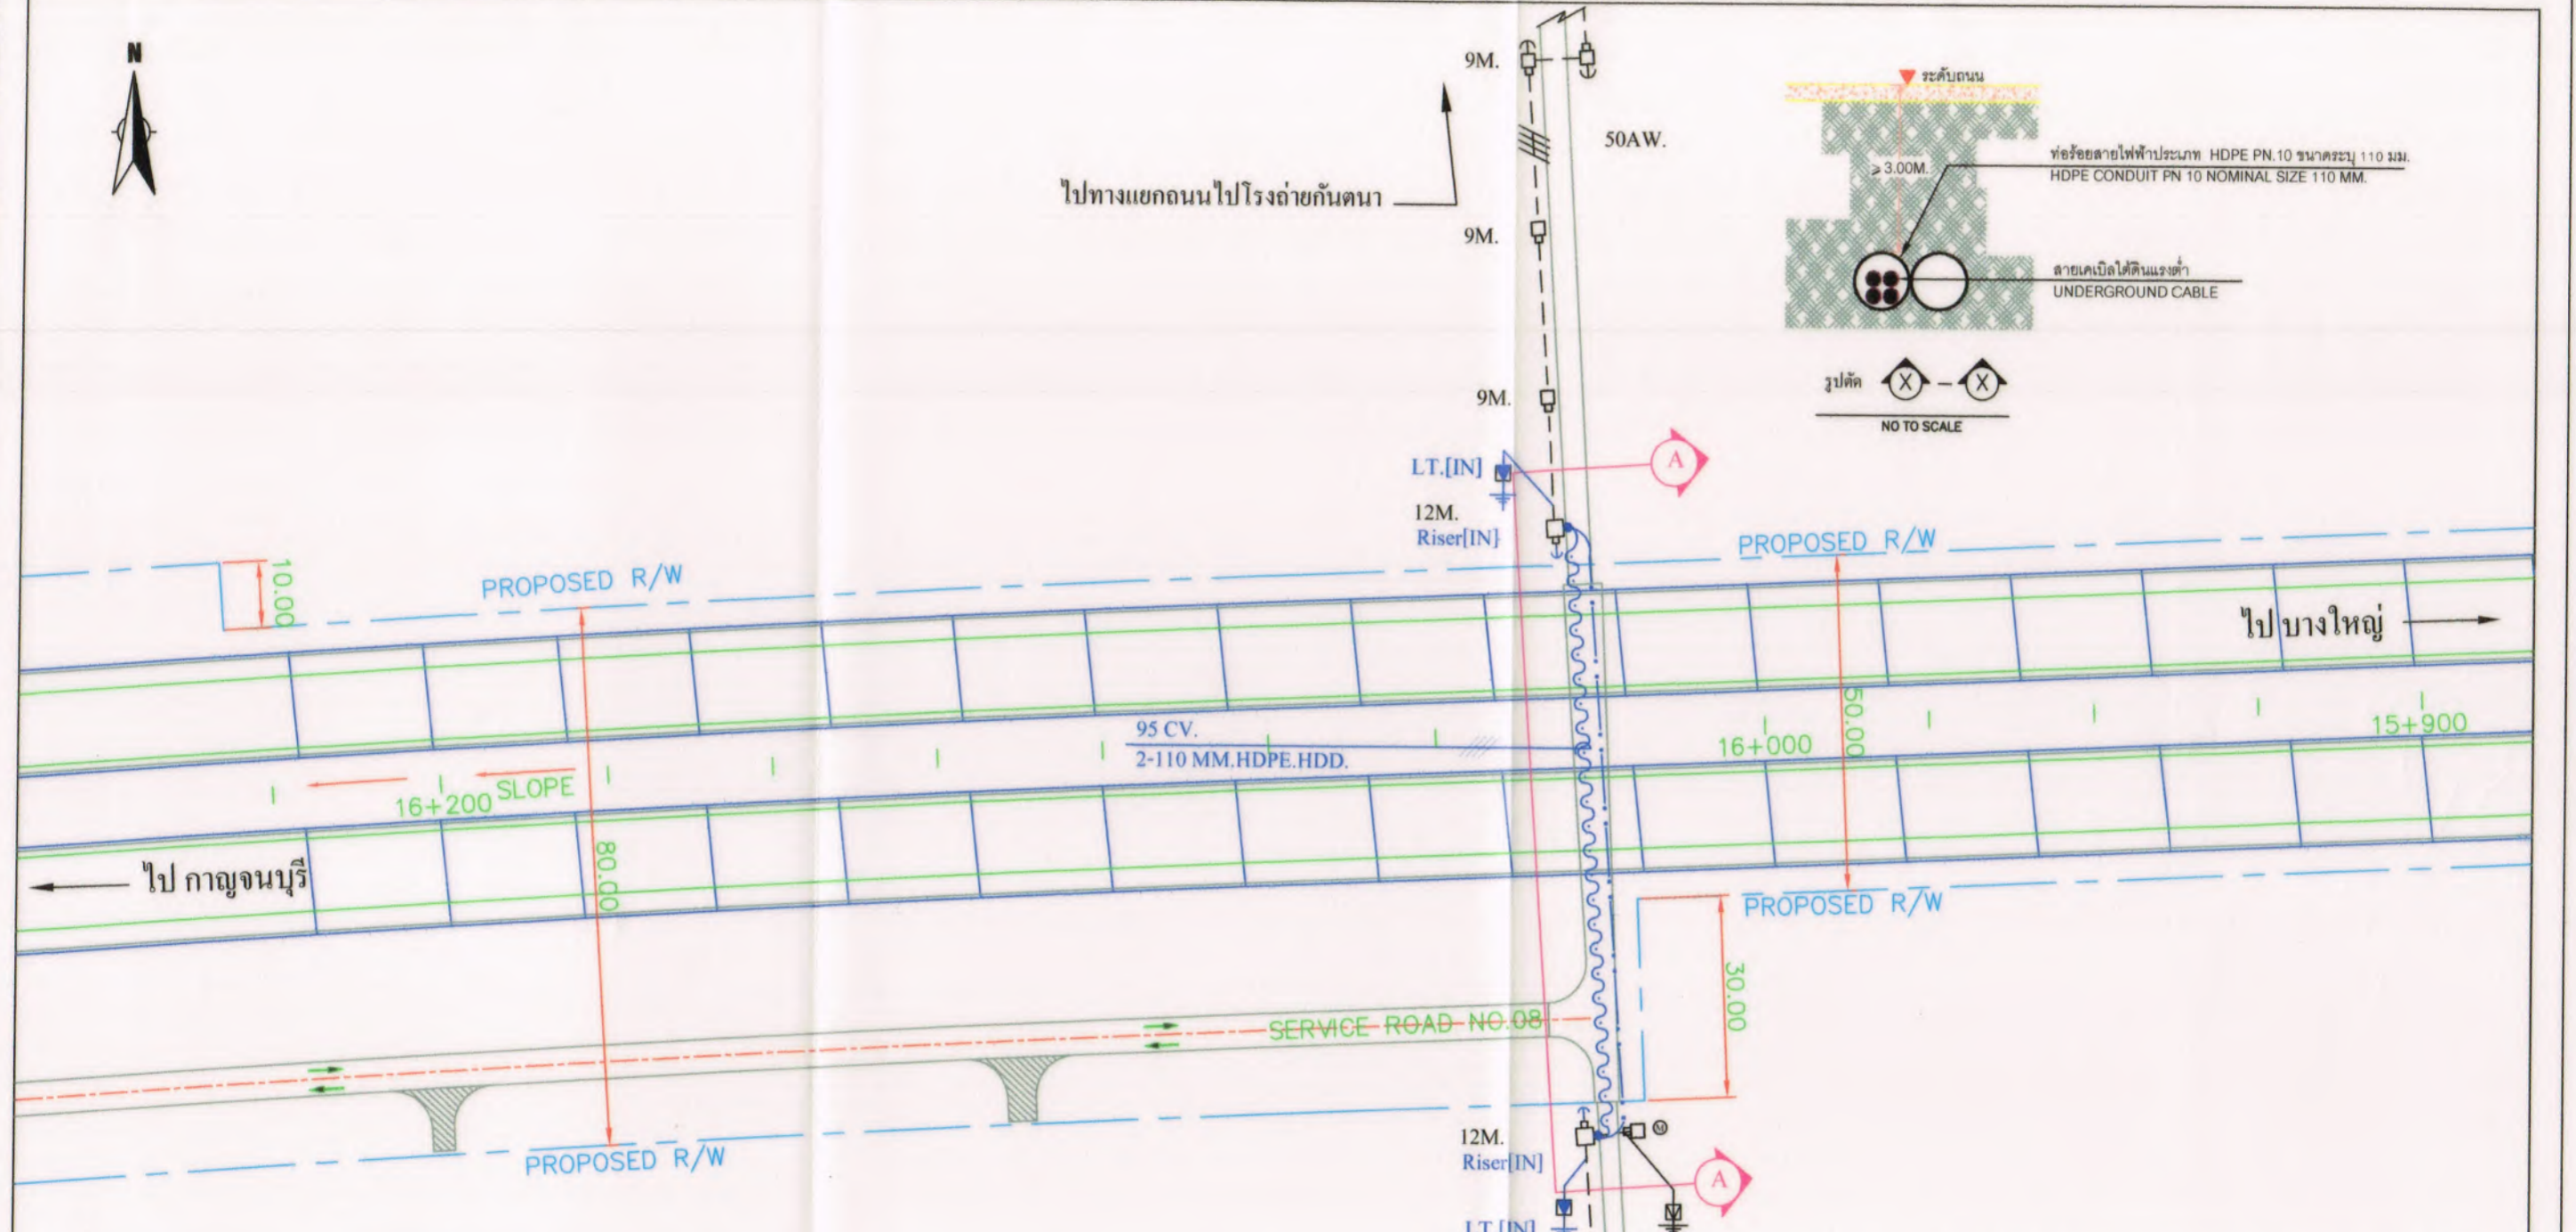 N
9M.
50AW.
ระดับถนน
≥ 3.00M.
ท่อร้อยสายไฟฟ้าประเภท HDPE PN.10 ขนาดระบุ 110 มม.
HDPE CONDUIT PN 10 NOMINAL SIZE 110 MM.
ไปทางแยกถนนไปโรงถ่ายกันตนา
9M.
สายเคเบิลใต้ดินแรงต่ำ
UNDERGROUND CABLE
รูปตัด X - X
NO TO SCALE
9M.
LT.[IN]
A
12M.
Riser[IN]
PROPOSED R/W
PROPOSED R/W
10.00
ไป บางใหญ่
95 CV.
2-110 MM.HDPE.HDD.
50.00
16+000
15+900
SLOPE
16+200
80.00
ไป กาญจนบุรี
PROPOSED R/W
30.00
SERVICE ROAD NO.08
12M.
Riser[IN]
M
PROPOSED R/W
A
LT.[IN]